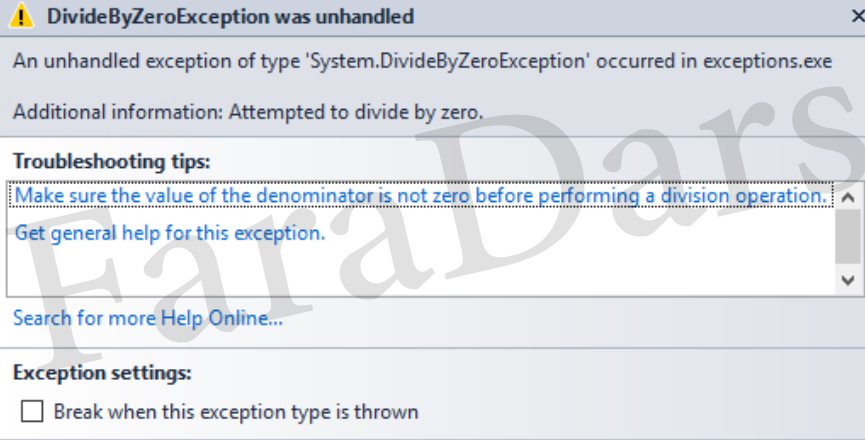 DivideByZeroException was unhandled
An unhandled exception of type 'System.DivideByZeroException' occurred in exceptions.exe
Additional information: Attempted to divide by zero.
Troubleshooting tips:
Make sure the value of the denominator is not zero before performing a division operation.
Get general help for this exception.
Search for more Help Online...
Exception settings:
Break when this exception type is thrown
FaraDars